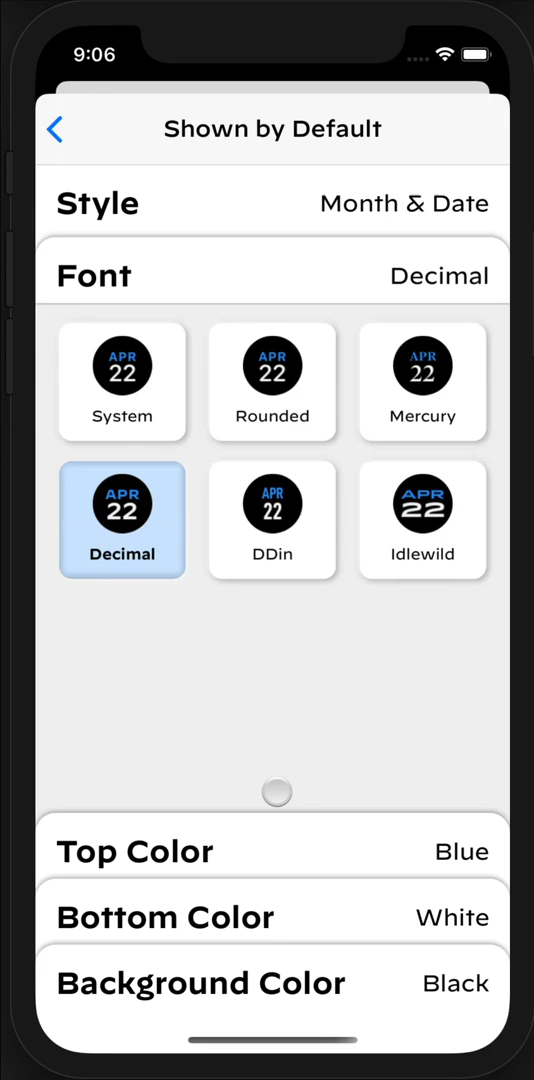 9:06
Shown by Default
Style Month & Date
Font Decimal
APR APR APR
22 22 22
System Rounded Mercury
APR APR APR
22 22 22
Decimal DDin Idlewild
Top Color Blue
Bottom Color White
Background Color Black